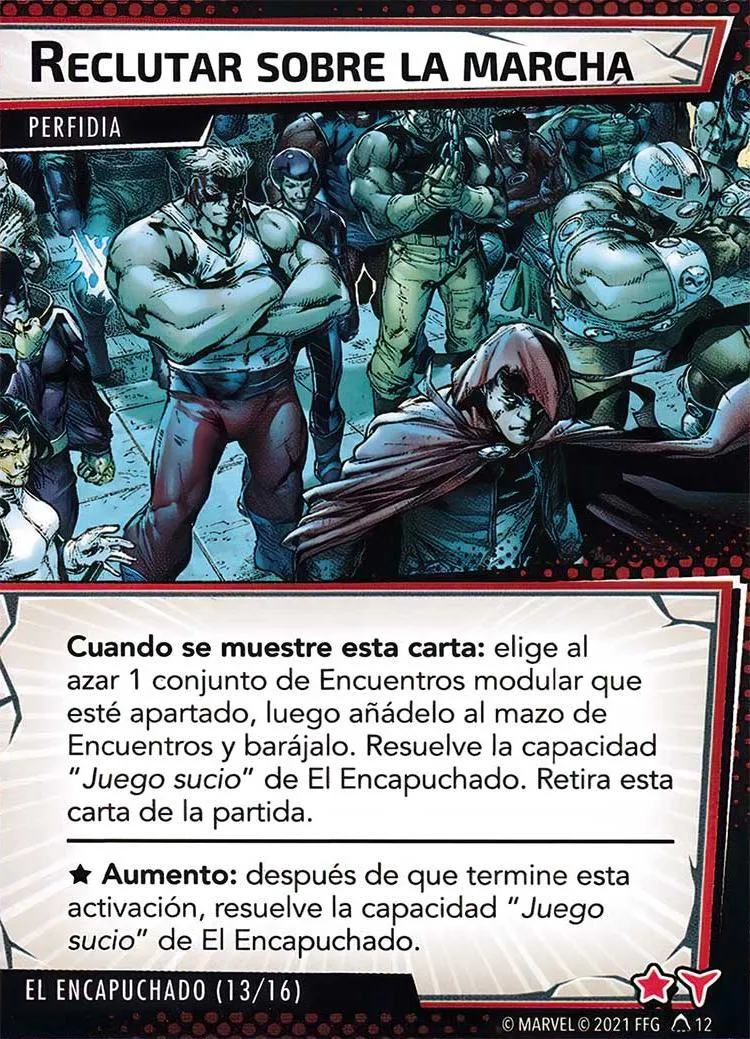 RECLUTAR SOBRE LA MARCHA
PERFIDIA
Cuando se muestre esta carta: elige al
azar 1 conjunto de Encuentros modular que
esté apartado, luego añádelo al mazo de
Encuentros y barájalo. Resuelve la capacidad
“Juego sucio” de El Encapuchado. Retira esta
carta de la partida.
★ Aumento: después de que termine esta
activación, resuelve la capacidad “Juego
sucio” de El Encapuchado.
EL ENCAPUCHADO (13/16)
© MARVEL © 2021 FFG 12